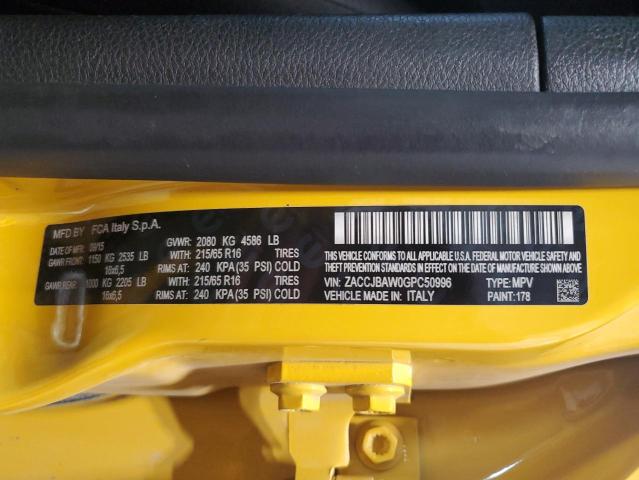 MFD.BY FCA Italy S.p.A.
DATE OF MFR. 09/15 GVWR: 2080 KG 4586 LB
GAWR FRONT: 1150 KG 2535 LB WITH 215/65 R16 TIRES
16x6,5 RIMS AT: 240 KPA (35 PSI) COLD
GAWR REAR: 1000 KG 2205 LB WITH 215/65 R16 TIRES
16x6,5 RIMS AT: 240 KPA (35 PSI) COLD
THIS VEHICLE CONFORMS TO ALL APPLICABLE U.S.A FEDERAL
MOTOR VEHICLE SAFETY AND THEFT PREVENTION STANDARDS
IN EFFECT ON THE DATE OF MANUFACTURE SHOWN ABOVE
VIN: ZACCJBAW0GPC50996 TYPE: MPV
VEHICLE MADE IN: ITALY PAINT: 178